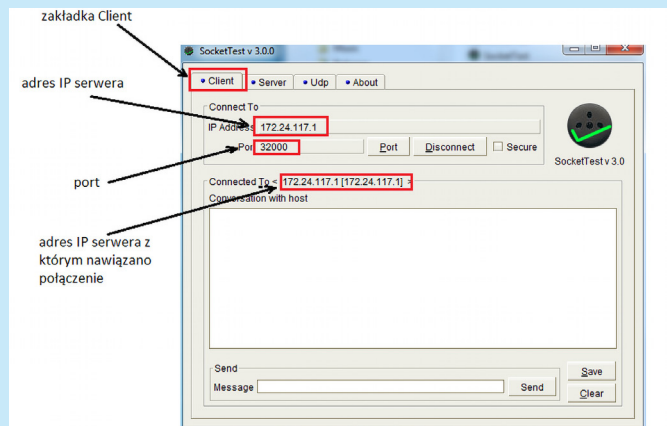 zakładka Client
SocketTest v 3.0.0
Client Server Udp About
adres IP serwera
Connect To
IP Address 172.24.117.1
Por 32000 Port Disconnect Secure
SocketTest v 3.0
port
Connected To < 172.24.117.1 [172.24.117.1] >
Conversation with host
adres IP serwera z
którym nawiązano
połączenie
Send
Message Send
Save
Clear